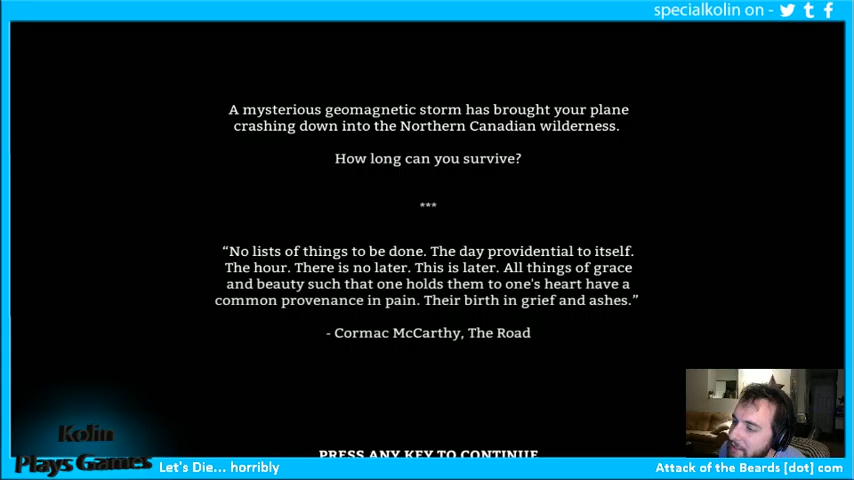 specialkolin on -
A mysterious geomagnetic storm has brought your plane
crashing down into the Northern Canadian wilderness.
How long can you survive?
***
“No lists of things to be done. The day providential to itself.
The hour. There is no later. This is later. All things of grace
and beauty such that one holds them to one's heart have a
common provenance in pain. Their birth in grief and ashes.”
- Cormac McCarthy, The Road
PRESS ANY KEY TO CONTINUE
Kolin
Plays Games
Let's Die... horribly
Attack of the Beards [dot] com